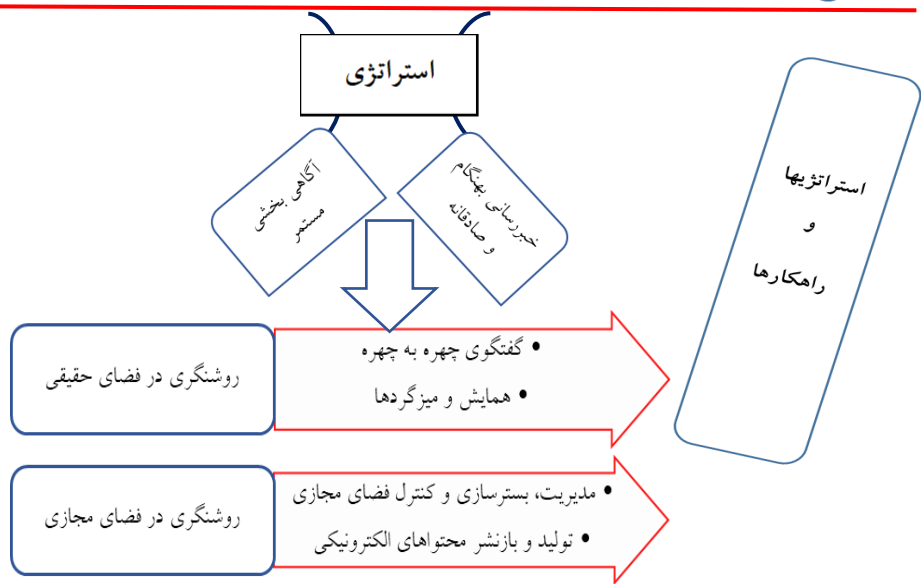 استراتژی
خبررسانی بهنگام
و صادقانه
آگاهی بخشی
مستمر
استراتژیها
و
راهکارها
روشنگری در فضای حقیقی
• گفتگوی چهره به چهره
• همایش و میزگردها
روشنگری در فضای مجازی
• مدیریت، بسترسازی و کنترل فضای مجازی
• تولید و بازنشر محتواهای الکترونیکی